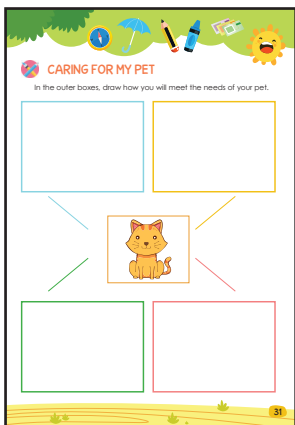 CARING FOR MY PET
In the outer boxes, draw how you will meet the needs of your pet.
31